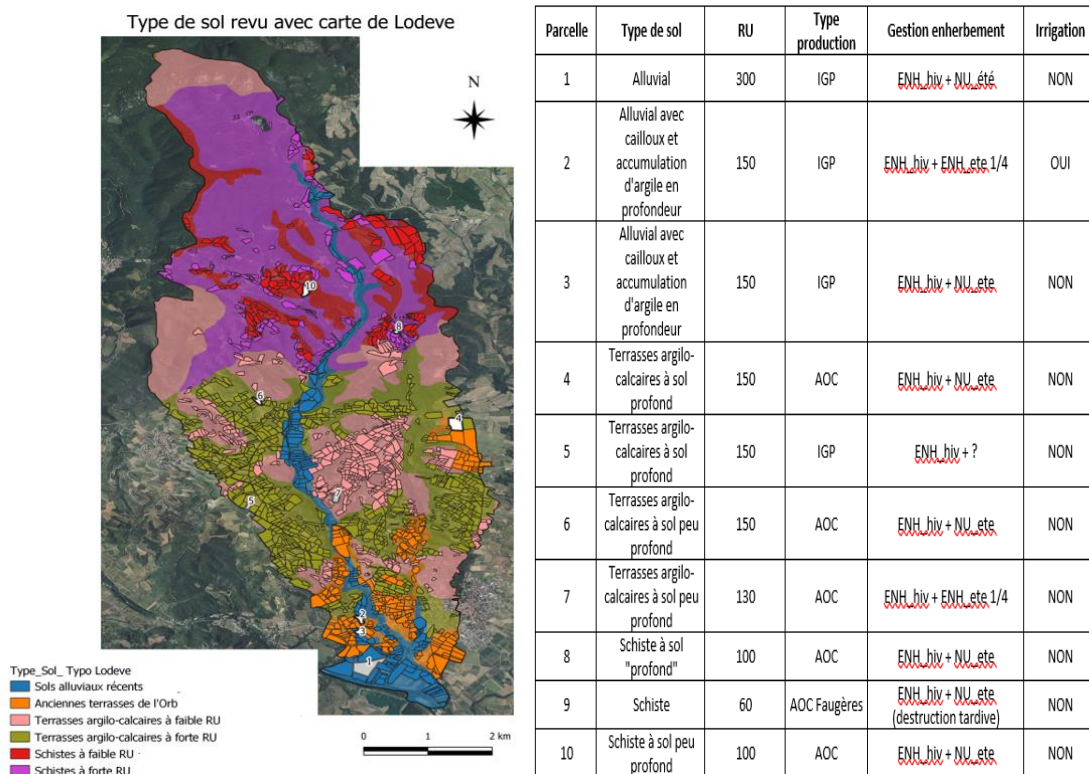 Type de sol revu avec carte de Lodeve
N
10
8
6
4
7
5
2
3
1
Type_Sol_ Typo Lodeve
Sols alluviaux récents
Anciennes terrasses de l'Orb
Terrasses argilo-calcaires à faible RU
Terrasses argilo-calcaires à forte RU
Schistes à faible RU
Schistes à forte RU
0 1 2 km
Parcelle Type de sol RU Type production Gestion enherbement Irrigation
1 Alluvial 300 IGP ENH_hiv + NU_été NON
2 Alluvial avec cailloux et accumulation d'argile en profondeur 150 IGP ENH_hiv + ENH_ete 1/4 OUI
3 Alluvial avec cailloux et accumulation d'argile en profondeur 150 IGP ENH_hiv + NU_ete NON
4 Terrasses argilo-calcaires à sol profond 150 AOC ENH_hiv + NU_ete NON
5 Terrasses argilo-calcaires à sol profond 150 IGP ENH_hiv + ? NON
6 Terrasses argilo-calcaires à sol peu profond 150 AOC ENH_hiv + NU_ete NON
7 Terrasses argilo-calcaires à sol peu profond 130 AOC ENH_hiv + ENH_ete 1/4 NON
8 Schiste à sol "profond" 100 AOC ENH_hiv + NU_ete NON
9 Schiste 60 AOC Faugères ENH_hiv + NU_ete (destruction tardive) NON
10 Schiste à sol peu profond 100 AOC ENH_hiv + NU_ete NON